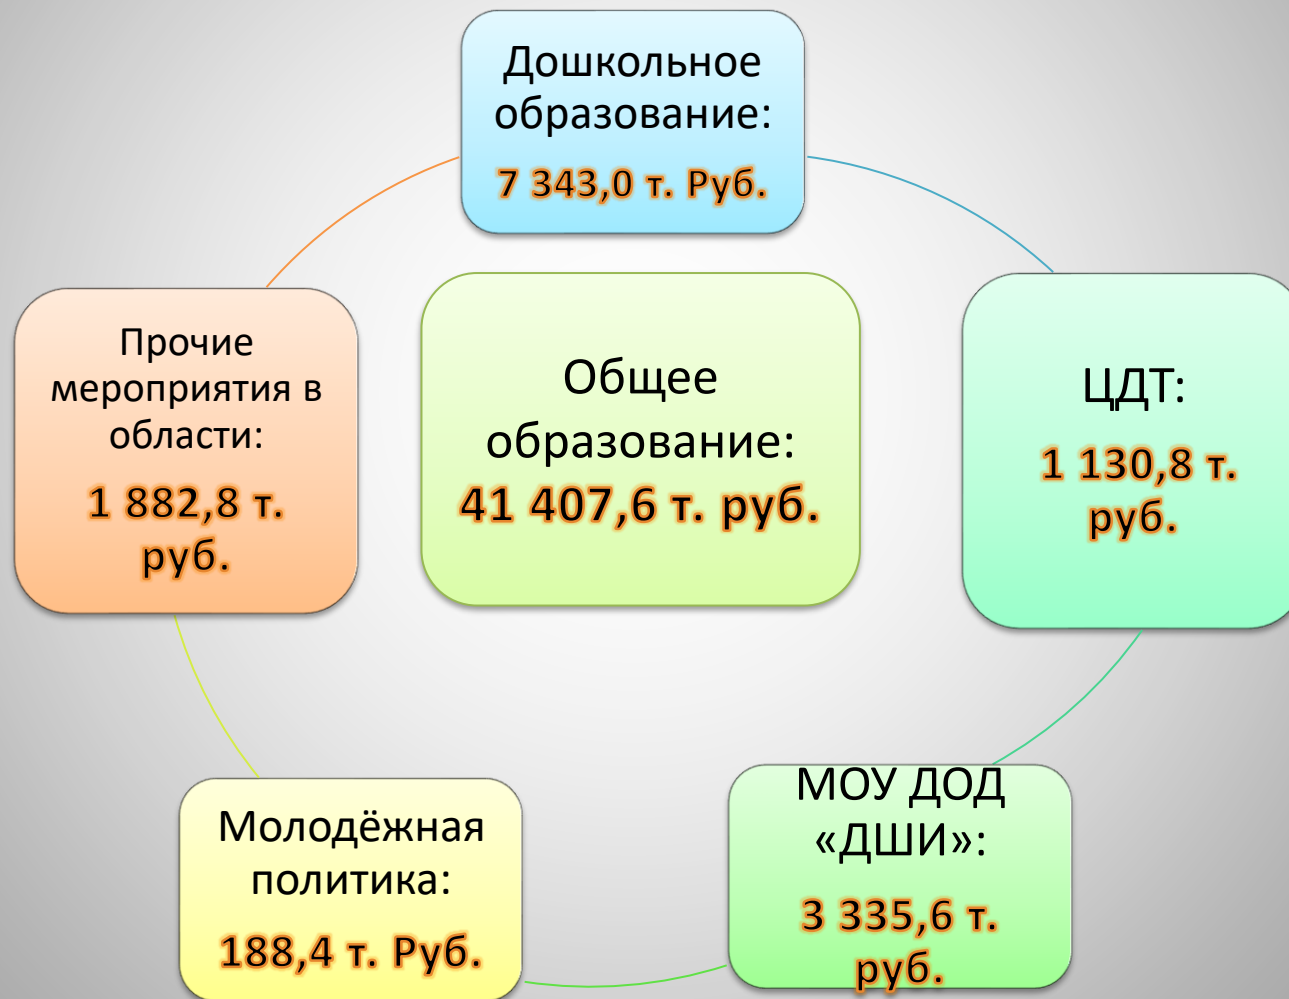 Дошкольное
образование:
7 343,0 т. Руб.
Прочие
мероприятия в
области:
1 882,8 т.
руб.
Общее
образование:
41 407,6 т. руб.
ЦДТ:
1 130,8 т.
руб.
Молодёжная
политика:
188,4 т. Руб.
МОУ ДОД
«ДШИ»:
3 335,6 т.
руб.